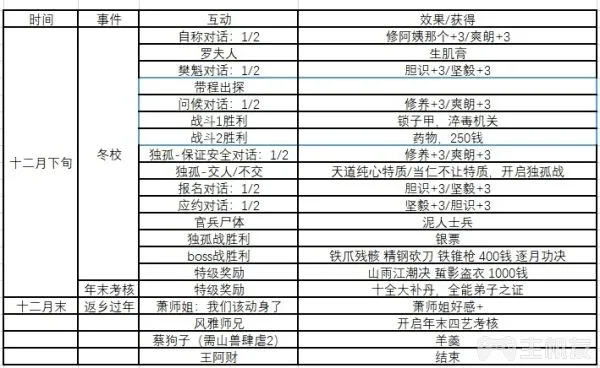 时间 事件 互动 效果/获得
自称对话：1/2 修阿姨那个+3/爽朗+3
罗夫人 生肌膏
樊魁对话：1/2 胆识+3/坚毅+3
带程出探
问候对话：1/2 修养+3/爽朗+3
战斗1胜利 锁子甲，淬毒机关
战斗2胜利 药物，250钱
十二月下旬 冬校 独孤-保证安全对话：1/2 修养+3/爽朗+3
独孤-交人/不交 天道纯心特质/当仁不让特质，开启独孤战
报名对话：1/2 胆识+3/坚毅+3
应约对话：1/2 坚毅+3/胆识+3
官兵尸体 泥人士兵
独孤战胜利 银票
boss战胜利 铁爪残骸 精钢砍刀 铁锥枪 400钱 逐月功决
特级奖励 山雨江潮决 蜇影盗衣 1000钱
年末考核 特级奖励 十全大补丹，全能弟子之证
十二月末 返乡过年 萧师姐：我们该动身了 萧师姐好感+
风雅师兄 开启年末四艺考核
蔡狗子（需山兽肆虐2） 羊羹
王阿财 结束